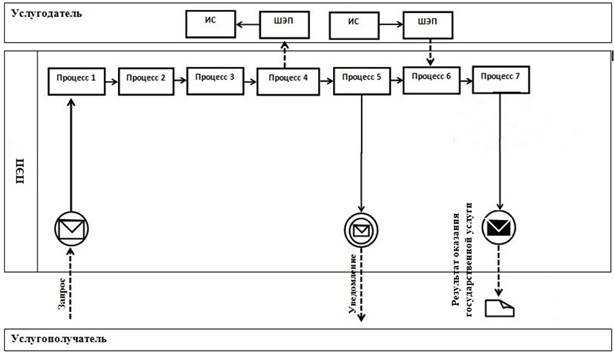 Услугодатель
ИС
ШЭП
ИС
ШЭП
ПЭП
Процесс 1
Процесс 2
Процесс 3
Процесс 4
Процесс 5
Процесс 6
Процесс 7
Запрос
Уведомление
Результат оказания
государственной услуги
Услугополучатель